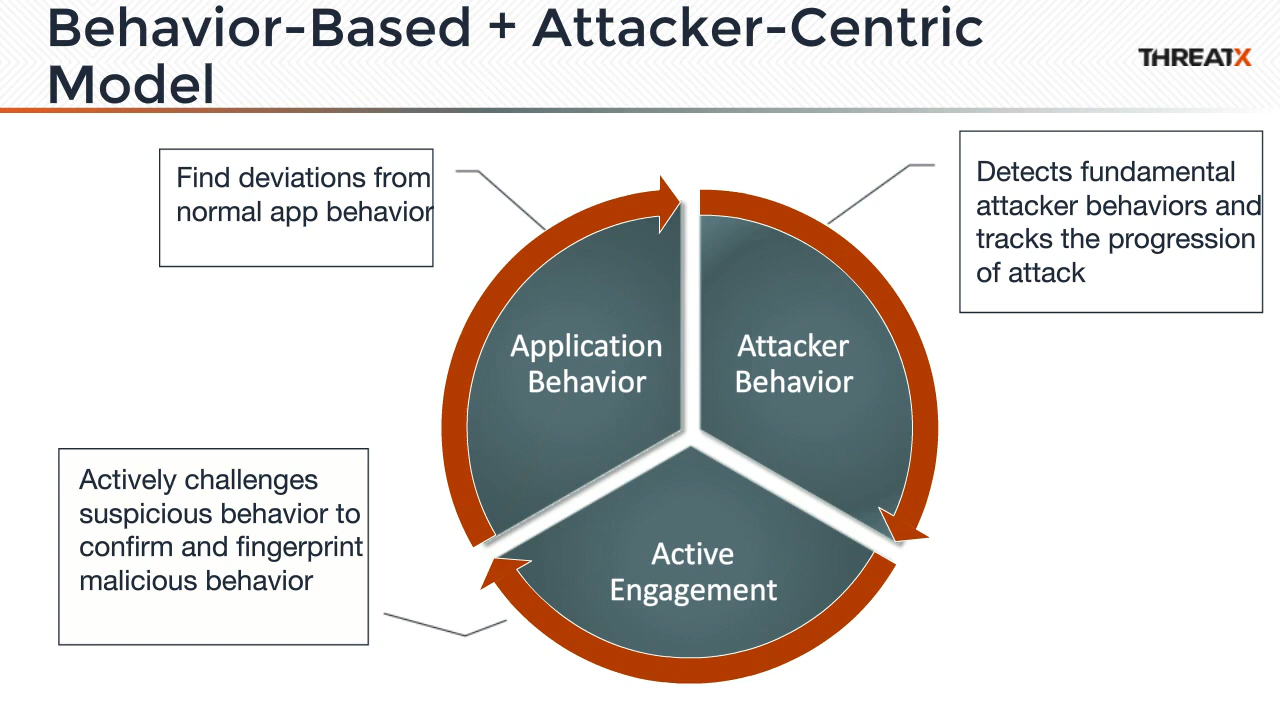 Behavior-Based + Attacker-Centric
Model
THREATX
Find deviations from
normal app behavior
Detects fundamental
attacker behaviors and
tracks the progression
of attack
Application
Behavior
Attacker
Behavior
Actively challenges
suspicious behavior to
confirm and fingerprint
malicious behavior
Active
Engagement